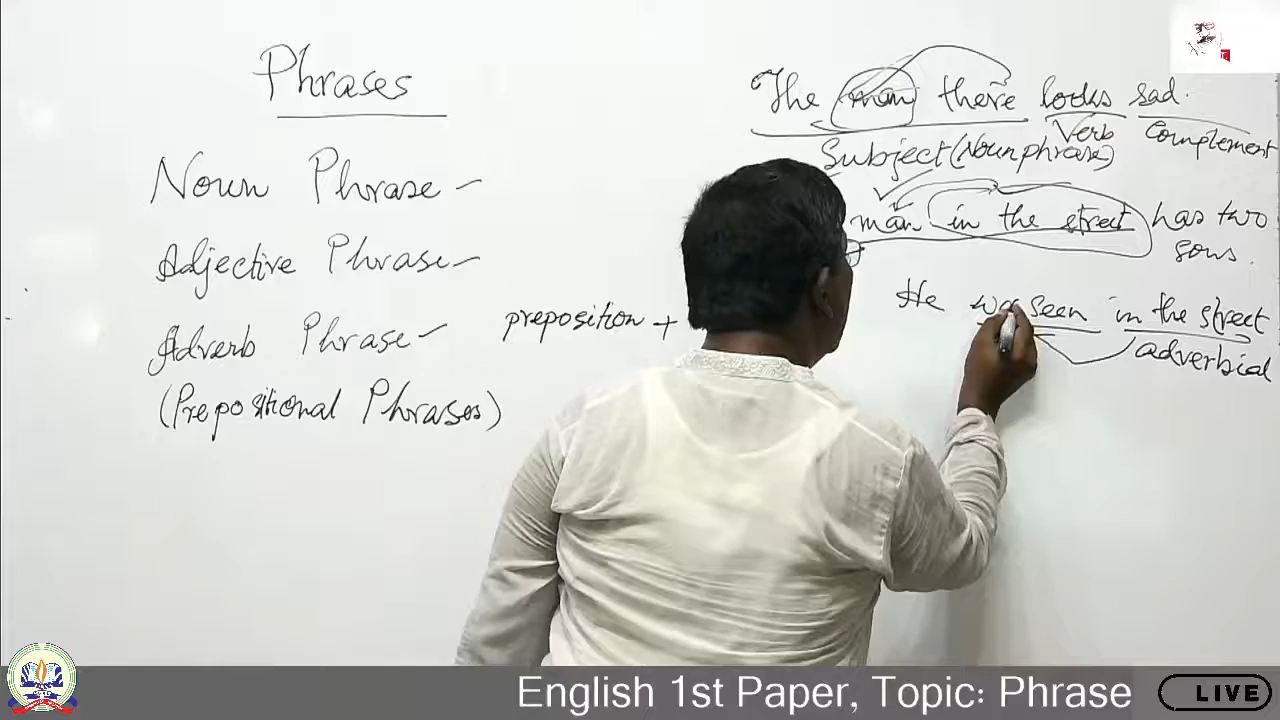 Phrases
Noun Phrase -
Adjective Phrase -
Adverb Phrase -
(Prepositional Phrases)
preposition +
The man there looks sad.
Verb Complement
Subject (Noun phrase)
man in the street has two
sons.
He was seen in the street
adverbial
English 1st Paper, Topic: Phrase
LIVE